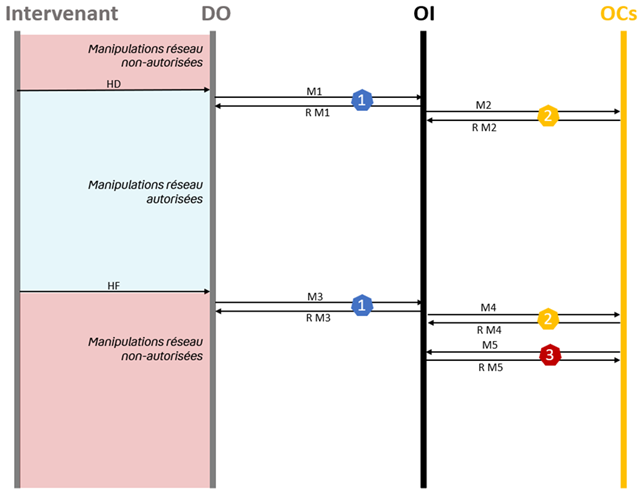 Intervenant DO OI OCs
Manipulations réseau
non-autorisées
HD
M1
1
R M1
M2
2
R M2
Manipulations réseau
autorisées
HF
M3
1
R M3
M4
2
R M4
Manipulations réseau
non-autorisées
M5
3
R M5